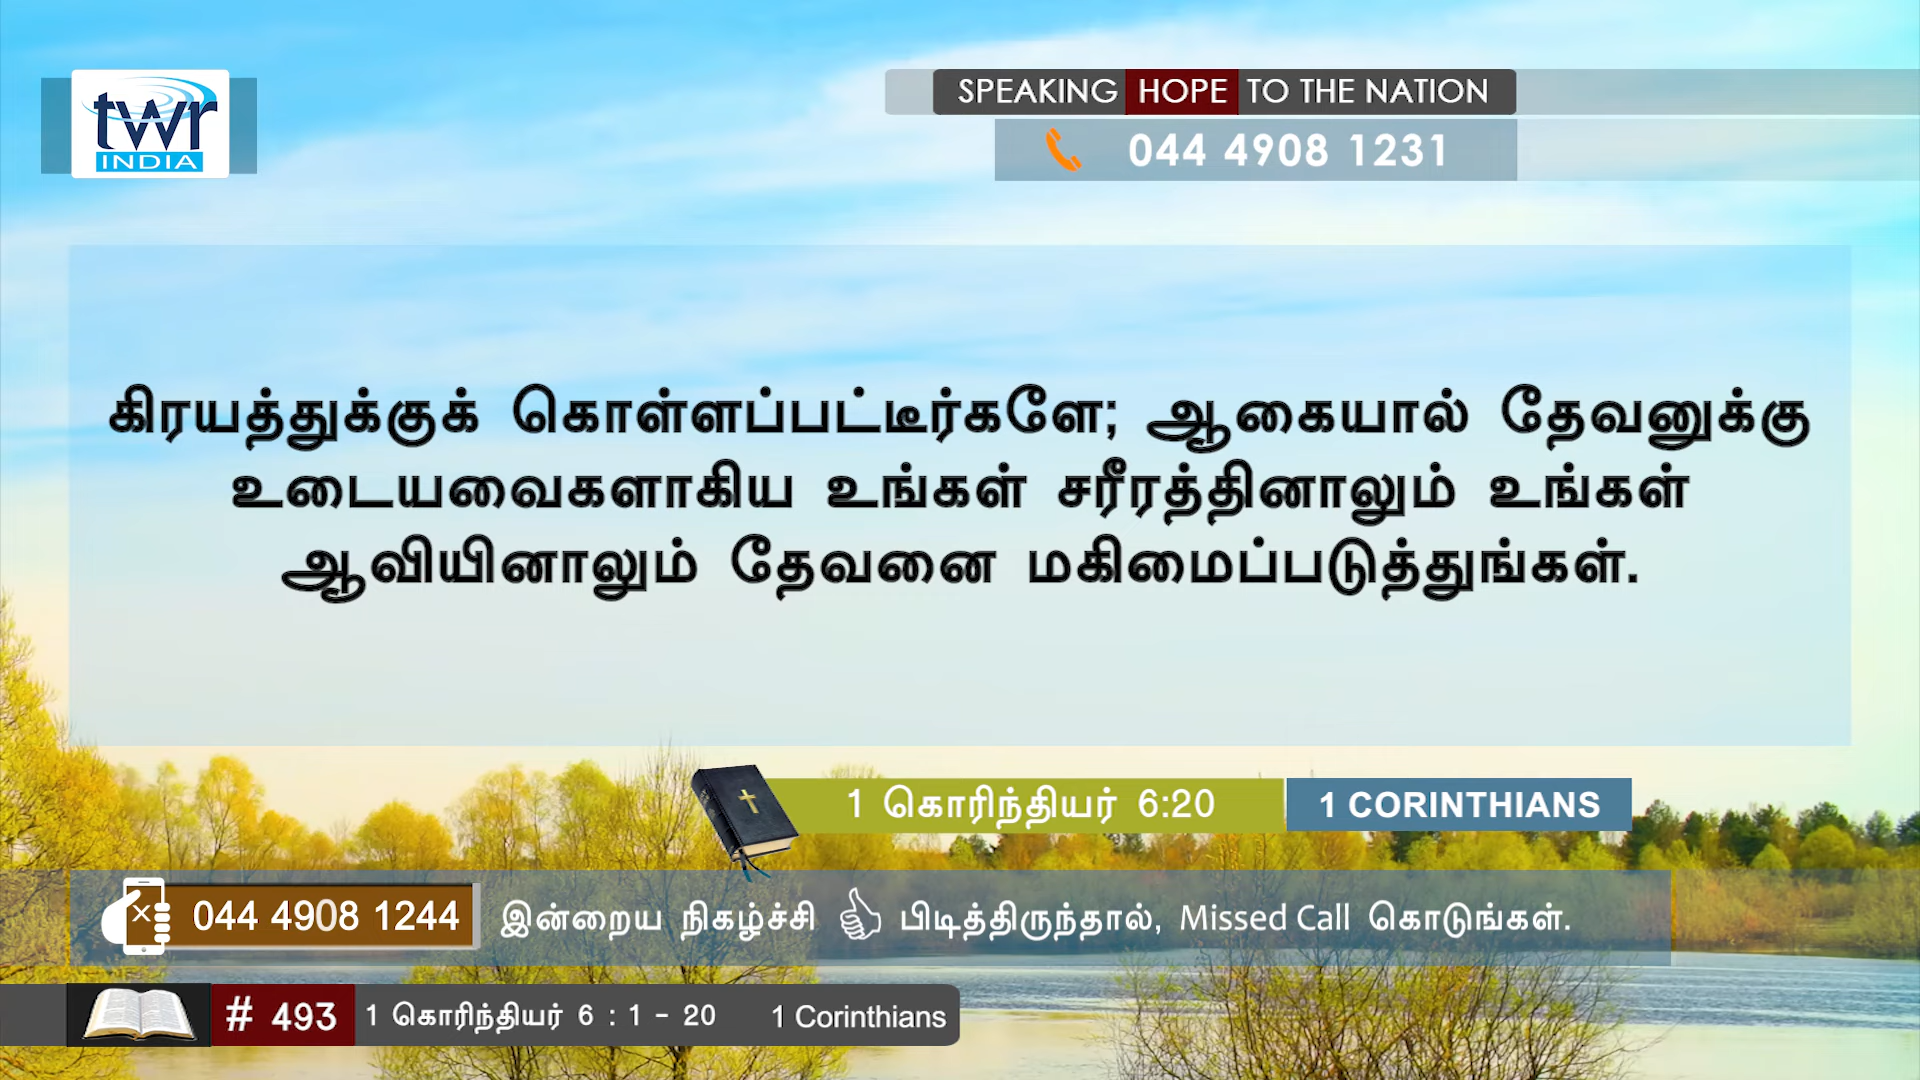 twr
INDIA
SPEAKING HOPE TO THE NATION
044 4908 1231
கிரயத்துக்குக் கொள்ளப்பட்டீர்களே; ஆகையால் தேவனுக்கு
உடையவைகளாகிய உங்கள் சரீரத்தினாலும் உங்கள்
ஆவியினாலும் தேவனை மகிமைப்படுத்துங்கள்.
1 கொரிந்தியர் 6:20 1 CORINTHIANS
044 4908 1244 இன்றைய நிகழ்ச்சி பிடித்திருந்தால், Missed Call கொடுங்கள்.
# 493 1 கொரிந்தியர் 6 : 1 - 20 1 Corinthians